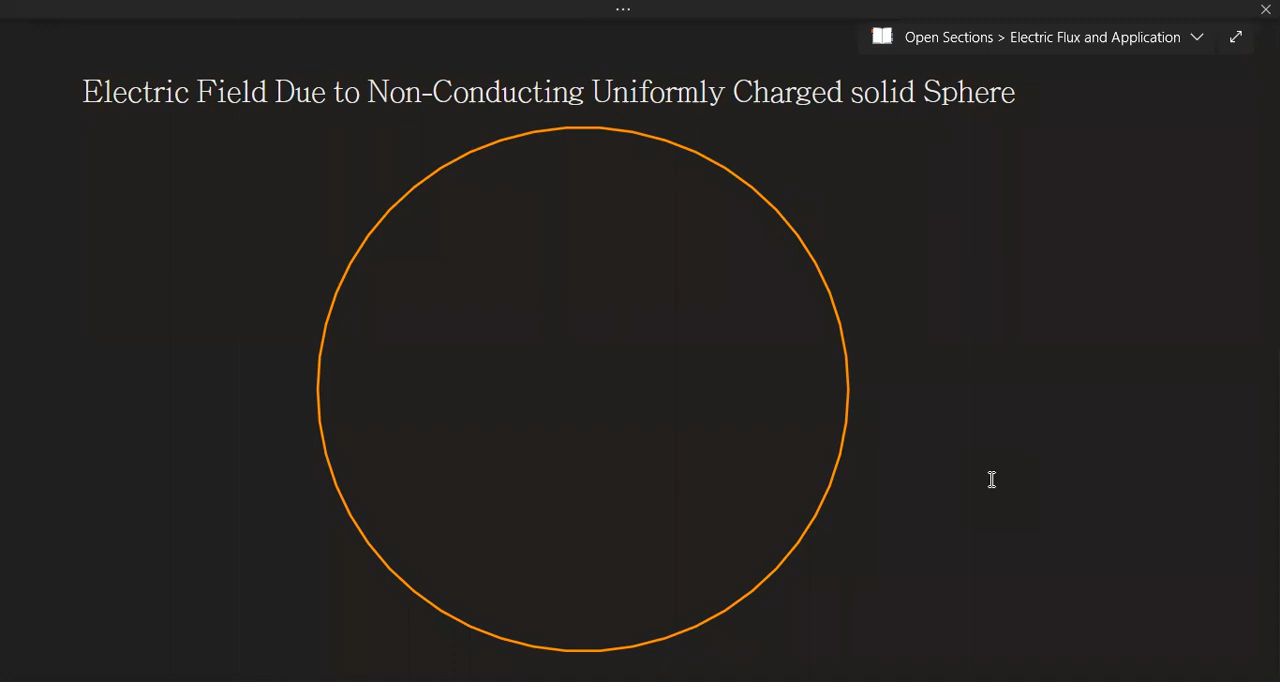 Open Sections > Electric Flux and Application
Electric Field Due to Non-Conducting Uniformly Charged solid Sphere